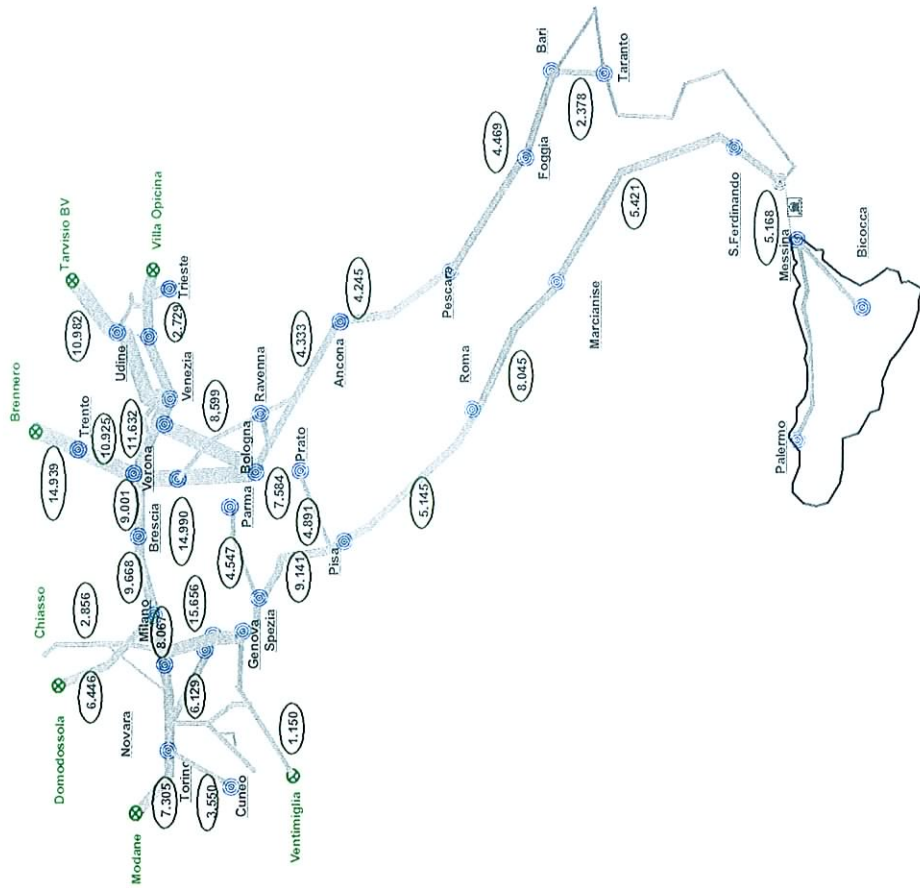 Modane
Domodossola
Chiasso
Brennero
Tarvisio BV
Villa Opicina
Ventimiglia
7.305
Torino
3.550
Cuneo
Novara
6.446
2.856
6.129
Milano
8.067
15.656
1.150
Genova
Spezia
9.668
Brescia
9.001
14.939
Trento
10.925
Verona
11.632
14.990
4.547
Parma
Bologna
8.599
Ravenna
7.584
Prato
4.891
9.141
Pisa
10.982
Udine
2.729
Trieste
Venezia
4.333
Ancona
4.245
Pescara
5.145
Roma
8.045
Marcianise
4.469
Foggia
Bari
2.378
Taranto
5.421
S.Ferdinando
5.168
Messina
Bicocca
Palermo